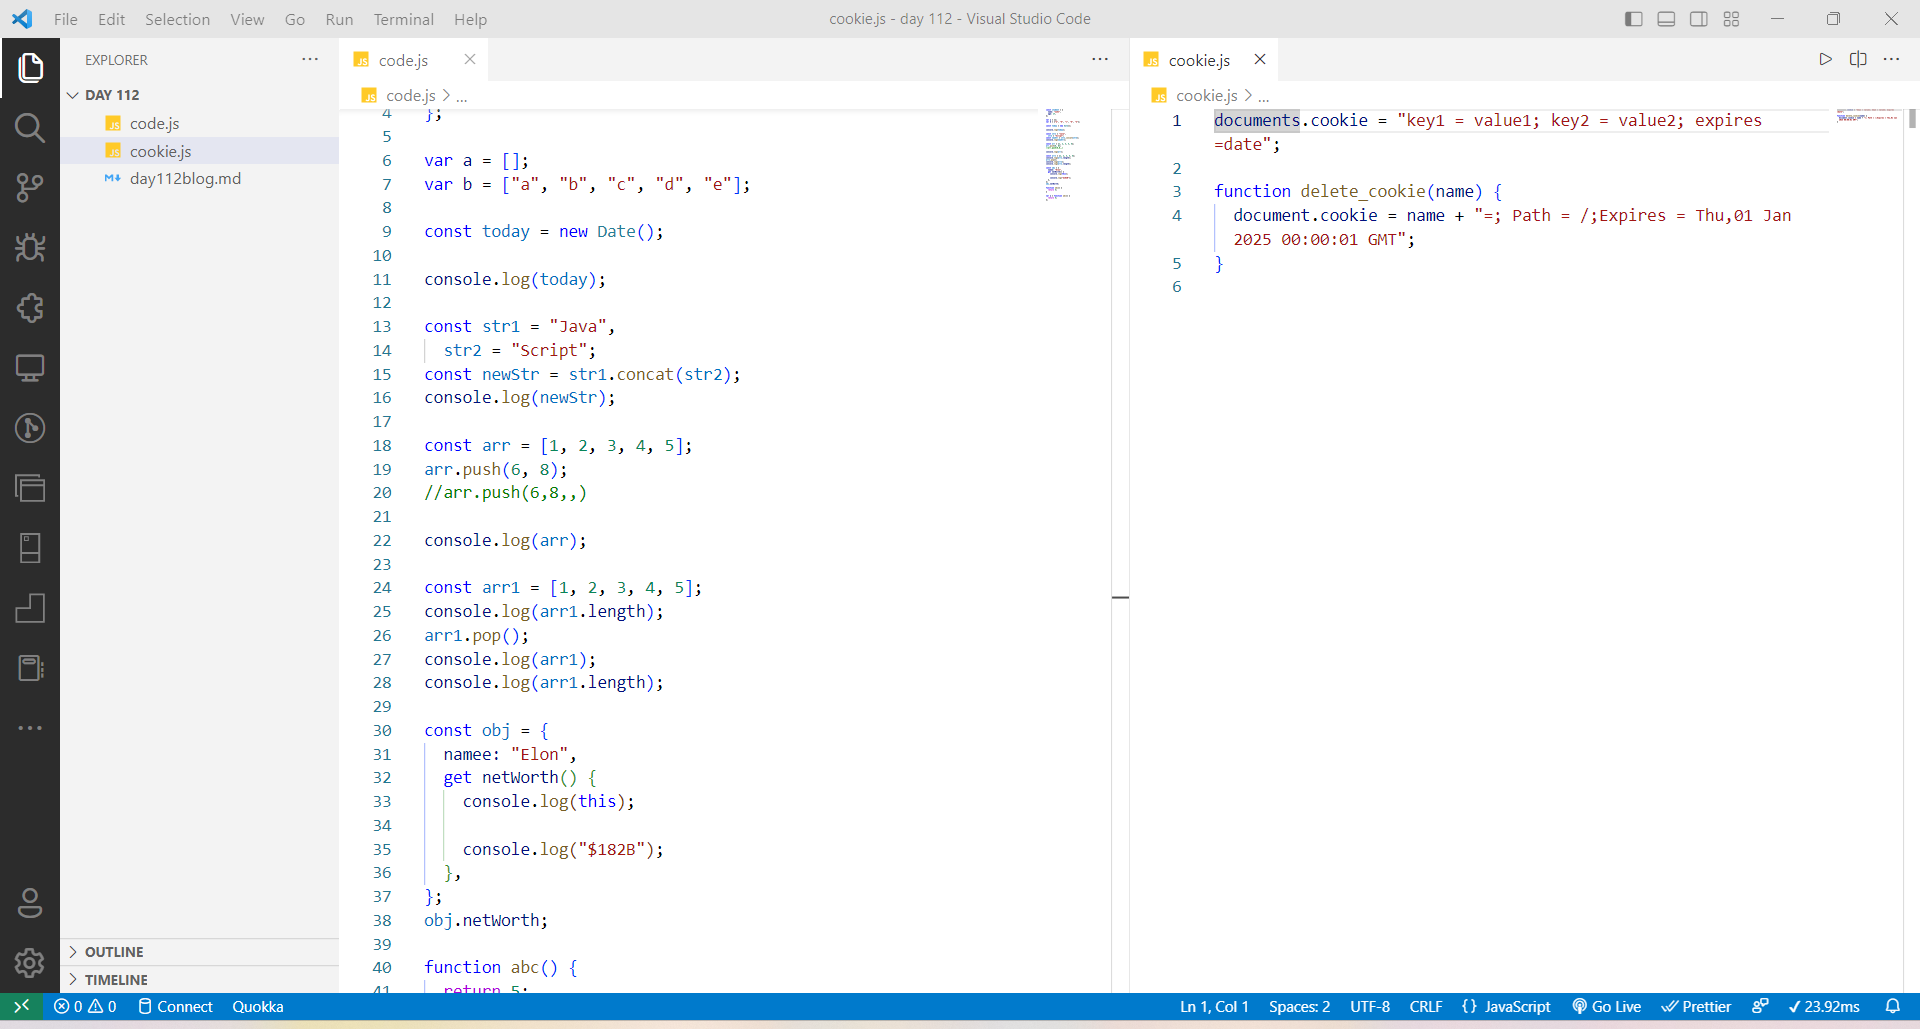 File Edit Selection View Go Run Terminal Help
cookie.js - day 112 - Visual Studio Code
EXPLORER
DAY 112
code.js
cookie.js
day112blog.md
OUTLINE
TIMELINE
code.js
code.js > ...
4 };
5
6 var a = [];
7 var b = ["a", "b", "c", "d", "e"];
8
9 const today = new Date();
10
11 console.log(today);
12
13 const str1 = "Java",
14 str2 = "Script";
15 const newStr = str1.concat(str2);
16 console.log(newStr);
17
18 const arr = [1, 2, 3, 4, 5];
19 arr.push(6, 8);
20 //arr.push(6,8,,)
21
22 console.log(arr);
23
24 const arr1 = [1, 2, 3, 4, 5];
25 console.log(arr1.length);
26 arr1.pop();
27 console.log(arr1);
28 console.log(arr1.length);
29
30 const obj = {
31 namee: "Elon",
32 get netWorth() {
33 console.log(this);
34
35 console.log("$182B");
36 },
37 };
38 obj.netWorth;
39
40 function abc() {
41 return 5;
cookie.js
cookie.js > ...
1 documents.cookie = "key1 = value1; key2 = value2; expires
=date";
2
3 function delete_cookie(name) {
4 document.cookie = name + "=; Path = /;Expires = Thu,01 Jan
2025 00:00:01 GMT";
5 }
6
0 0 Connect Quokka
Ln 1, Col 1 Spaces: 2 UTF-8 CRLF {} JavaScript Go Live Prettier 23.92ms